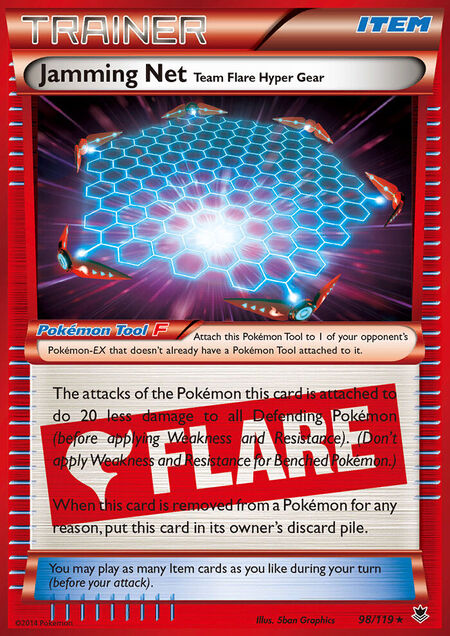 TRAINER
ITEM
Jamming Net Team Flare Hyper Gear
Pokémon Tool F
Attach this Pokémon Tool to 1 of your opponent's
Pokémon-EX that doesn't already have a Pokémon Tool attached to it.
The attacks of the Pokémon this card is attached to
do 20 less damage to all Defending Pokémon
(before applying Weakness and Resistance). (Don't
apply Weakness and Resistance for Benched Pokémon.)
FLARE
When this card is removed from a Pokémon for any
reason, put this card in its owner's discard pile.
You may play as many Item cards as you like during your turn
(before your attack).
©2014 Pokémon
Illus. 5ban Graphics
98/119 ★